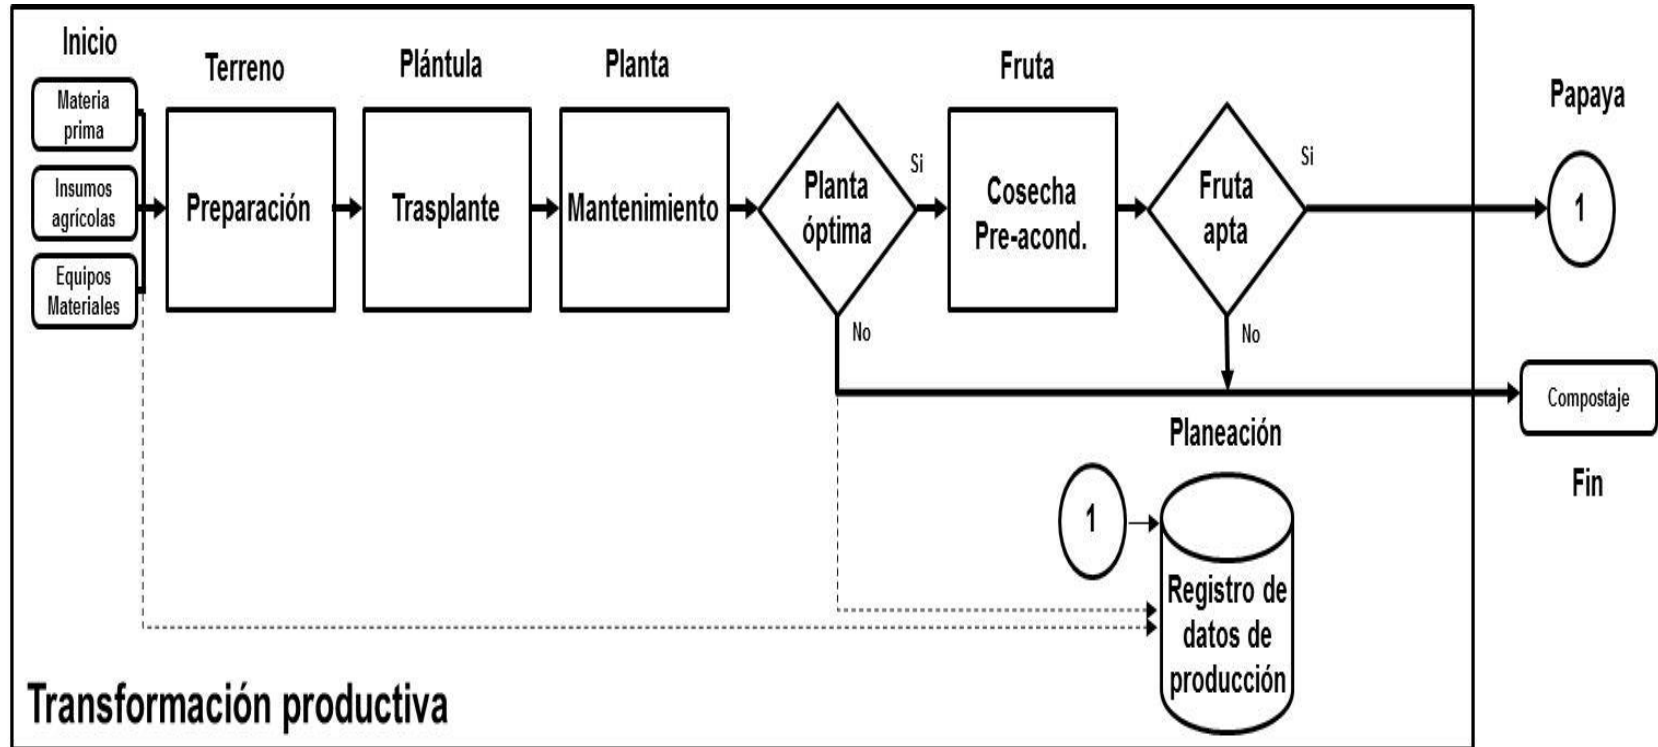 Inicio
Materia
prima
Insumos
agrícolas
Equipos
Materiales
Terreno
Preparación
Plántula
Trasplante
Planta
Mantenimiento
Planta
óptima
Si
No
Fruta
Cosecha
Pre-acond.
Fruta
apta
Si
No
Papaya
1
Compostaje
Fin
Planeación
1
Registro de
datos de
producción
Transformación productiva